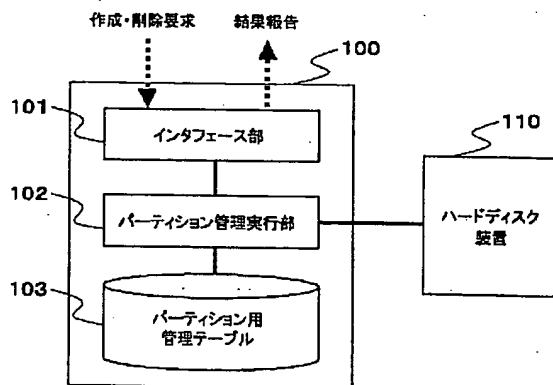 作成・削除要求
結果報告
100
101
インタフェース部
110
102
パーティション管理実行部
ハードディスク
装置
103
パーティション用
管理テーブル